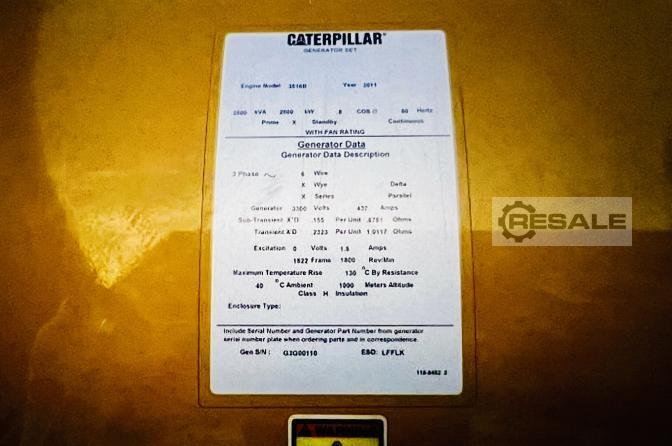 CATERPILLAR®
GENERATOR SET
Engine Model 3516B Year 2011
2500 kVA 2000 kW .8 COS ∅ 60 Hertz
Prime X Standby Continuous
WITH FAN RATING
Generator Data
Generator Data Description
3 Phase 6 Wire
X Wye Delta
X Series Parallel
Generator 3300 Volts 437 Amps
Sub-Transient X"D .155 Per Unit .6751 Ohms
Transient X'D .2323 Per Unit 1.0117 Ohms
Excitation 0 Volts 1.8 Amps
1822 Frame 1800 Rev/Min
Maximum Temperature Rise 130 °C By Resistance
40 °C Ambient 1000 Meters Altitude
Class H Insulation
Enclosure Type:
Include Serial Number and Generator Part Number from generator
serial number plate when ordering parts and in correspondence.
Gen S/N: G3G00110 ESO: LFFLK
RESALE